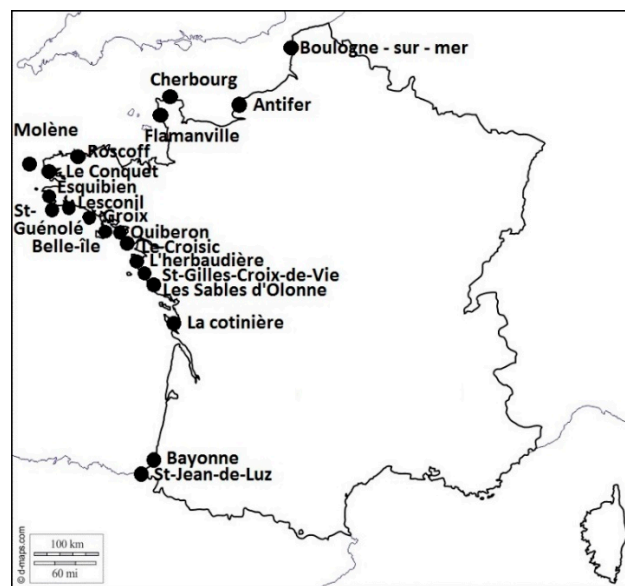 Boulogne - sur - mer
Cherbourg
Antifer
Flamanville
Molène
Roscoff
Le Conquet
Esquibien
Lesconil
St-
Guénolé
Groix
Quiberon
Belle-île
Le Croisic
L'herbaudière
St-Gilles-Croix-de-Vie
Les Sables d'Olonne
La cotinière
Bayonne
St-Jean-de-Luz
100 km
60 mi
© d-maps.com